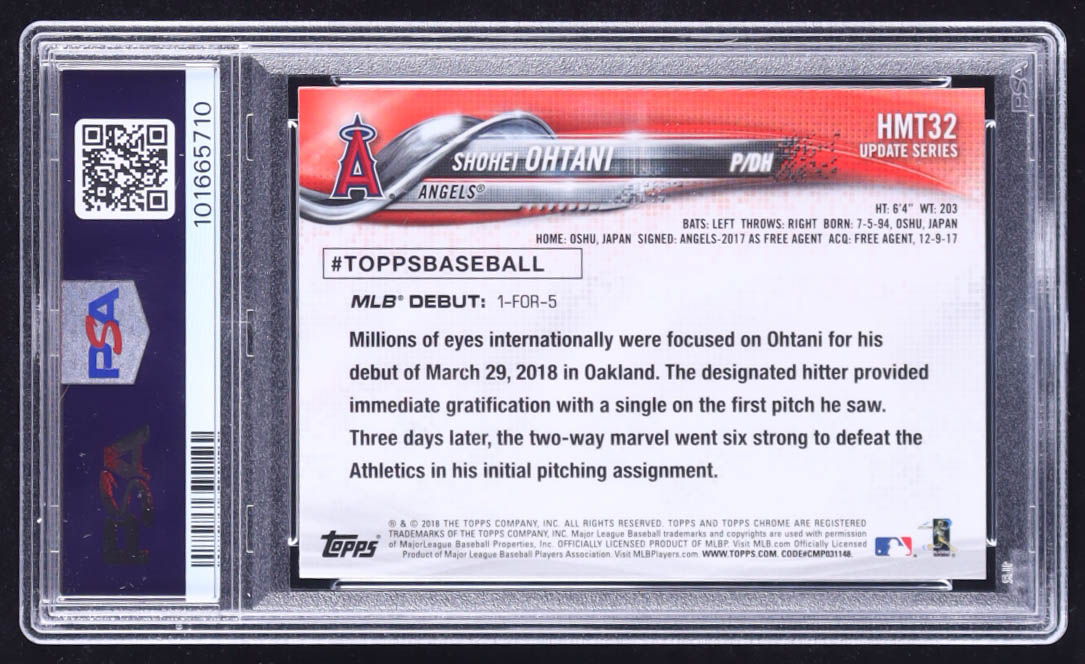 101665710
PSA
PSA
PSA
HMT32
UPDATE SERIES
SHOHEI OHTANI P/DH
ANGELS®
HT: 6'4" WT: 203
BATS: LEFT THROWS: RIGHT BORN: 7-5-94, OSHU, JAPAN
HOME: OSHU, JAPAN SIGNED: ANGELS-2017 AS FREE AGENT ACQ: FREE AGENT, 12-9-17
#TOPPSBASEBALL
MLB® DEBUT: 1-FOR-5
Millions of eyes internationally were focused on Ohtani for his
debut of March 29, 2018 in Oakland. The designated hitter provided
immediate gratification with a single on the first pitch he saw.
Three days later, the two-way marvel went six strong to defeat the
Athletics in his initial pitching assignment.
Topps®
® & © 2018 THE TOPPS COMPANY, INC. ALL RIGHTS RESERVED. TOPPS AND TOPPS CHROME ARE REGISTERED
TRADEMARKS OF THE TOPPS COMPANY, INC. Major League Baseball trademarks and copyrights are used with permission
of MajorLeague Baseball Properties, Inc. OFFICIALLY LICENSED PRODUCT OF MLBP. Visit MLB.com Officially Licensed
Product of Major League Baseball Players Association. Visit MLBPlayers.com. WWW.TOPPS.COM. CODE#CMP031148.